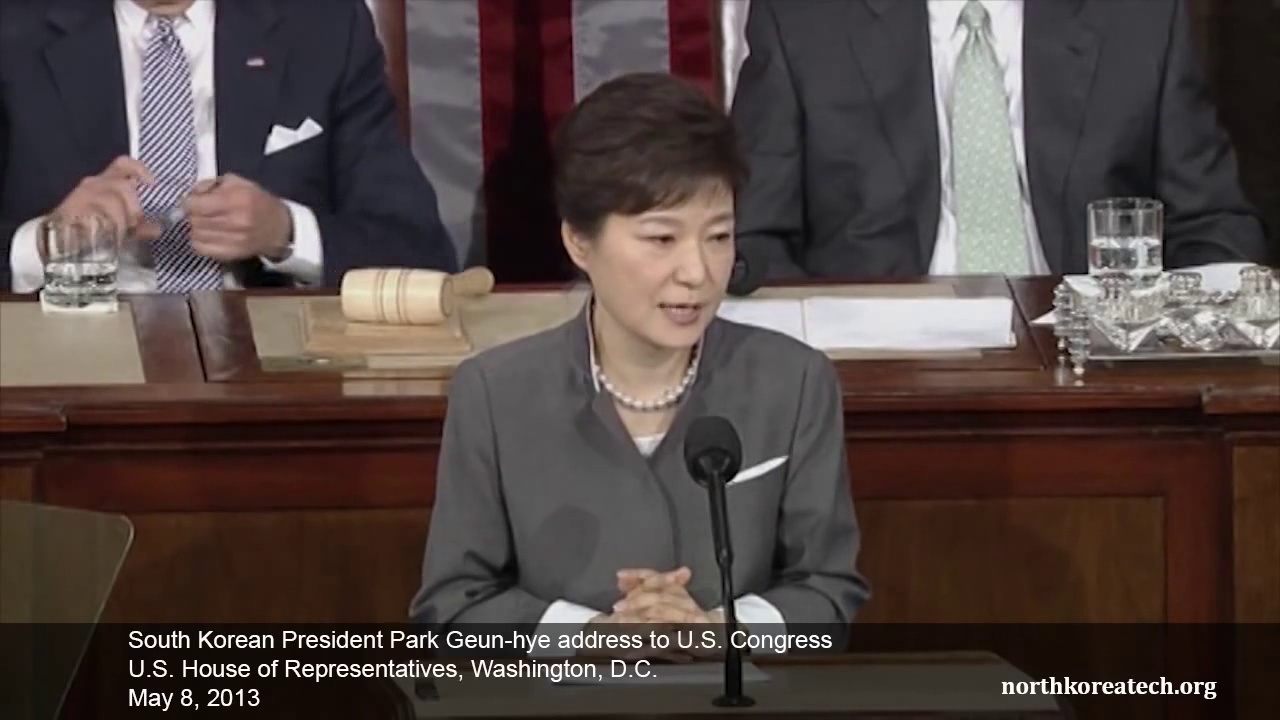 South Korean President Park Geun-hye address to U.S. Congress
U.S. House of Representatives, Washington, D.C.
May 8, 2013
northkoreatech.org